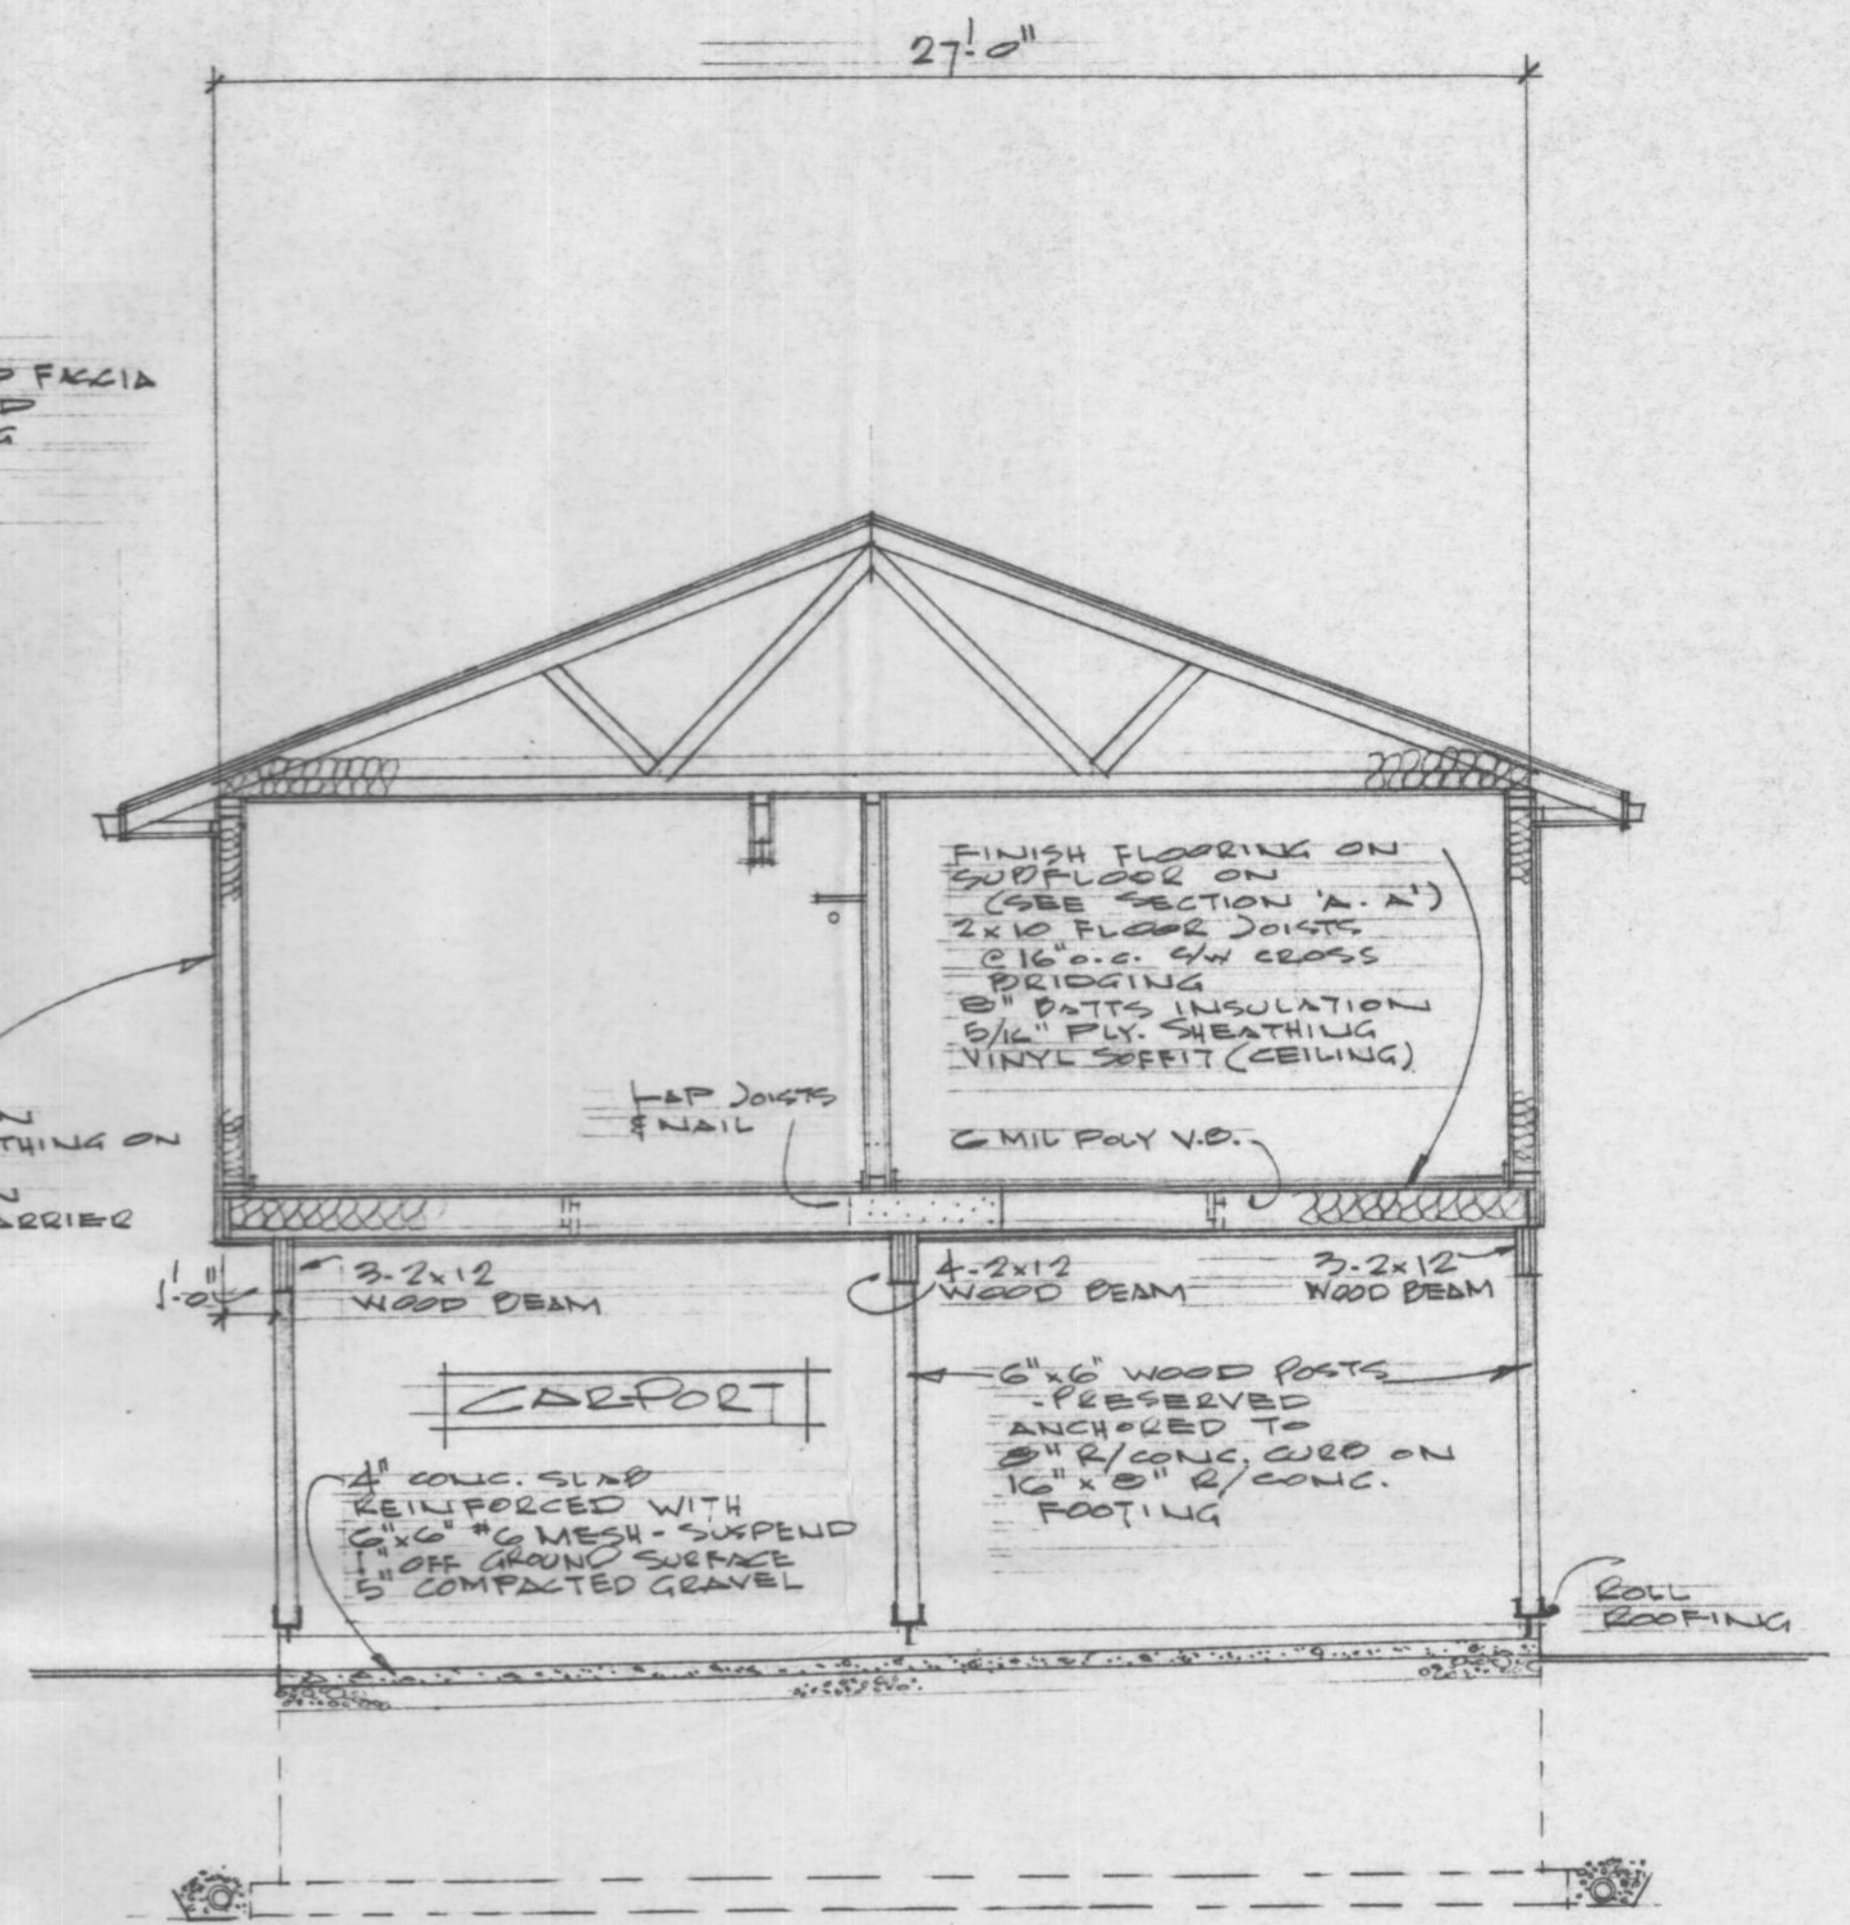 27'-0"
FASCIA
FINISH FLOORING ON
SUBFLOOR ON
(SEE SECTION 'A-A')
2x10 FLOOR JOISTS
@ 16" o.c. c/w CROSS
BRIDGING
8" BATTS INSULATION
5/16" PLY. SHEATHING
VINYL SOFFIT (CEILING)
LAP JOISTS
& NAIL
6 MIL POLY V.B.
THING ON
ARRIER
1'-0"
3-2x12
WOOD BEAM
4-2x12
WOOD BEAM
3-2x12
WOOD BEAM
CARPORT
6"x6" WOOD POSTS
-PRESERVED
ANCHORED TO
8" R/CONC. CURB ON
16" x 8" R/CONC.
FOOTING
4" CONC. SLAB
REINFORCED WITH
6"x6" #6 MESH - SUSPEND
1" OFF GROUND SURFACE
5" COMPACTED GRAVEL
ROLL
ROOFING